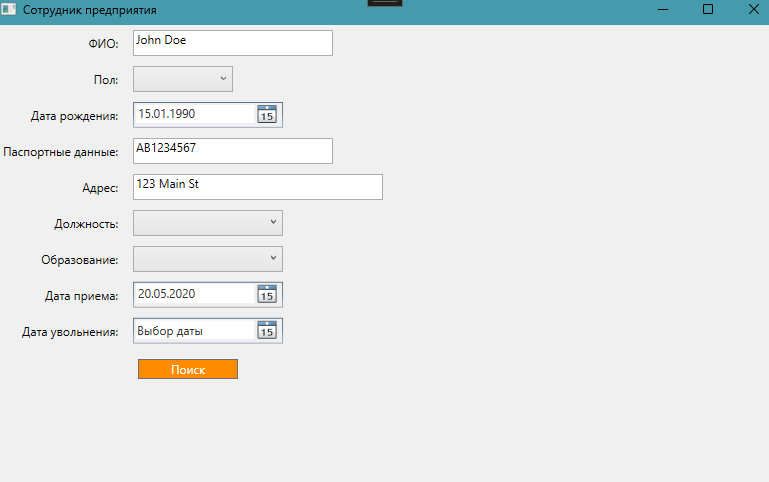 Сотрудник предприятия
ФИО: John Doe
Пол:
Дата рождения: 15.01.1990 15
Паспортные данные: AB1234567
Адрес: 123 Main St
Должность:
Образование:
Дата приема: 20.05.2020 15
Дата увольнения: Выбор даты 15
Поиск